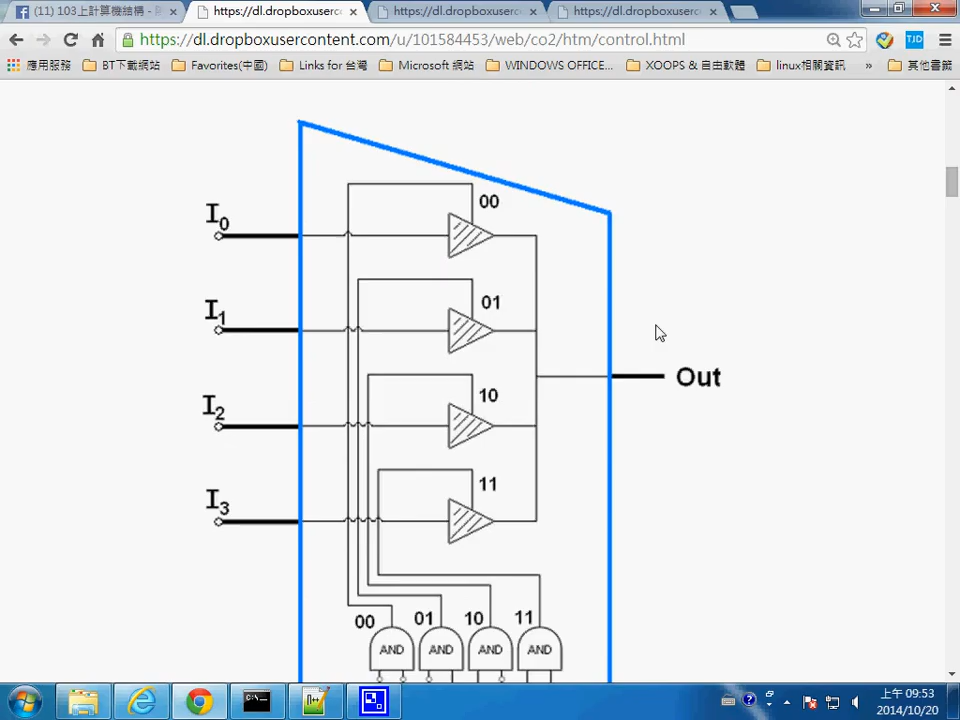 (11) 103上計算機結構 -
https://dl.dropboxuserc
https://dl.dropboxuserc
https://dl.dropboxuserc
https://dl.dropboxusercontent.com/u/101584453/web/co2/htm/control.html
應用服務 BT下載網站 Favorites(中國) Links for 台灣 Microsoft 網站 WINDOWS OFFICE... XOOPS & 自由軟體 linux相關資訊 » 其他書籤
TJD
00
I0
01
I1
Out
10
I2
11
I3
00 01 10 11
AND AND AND AND
C:\
上午 09:53
2014/10/20